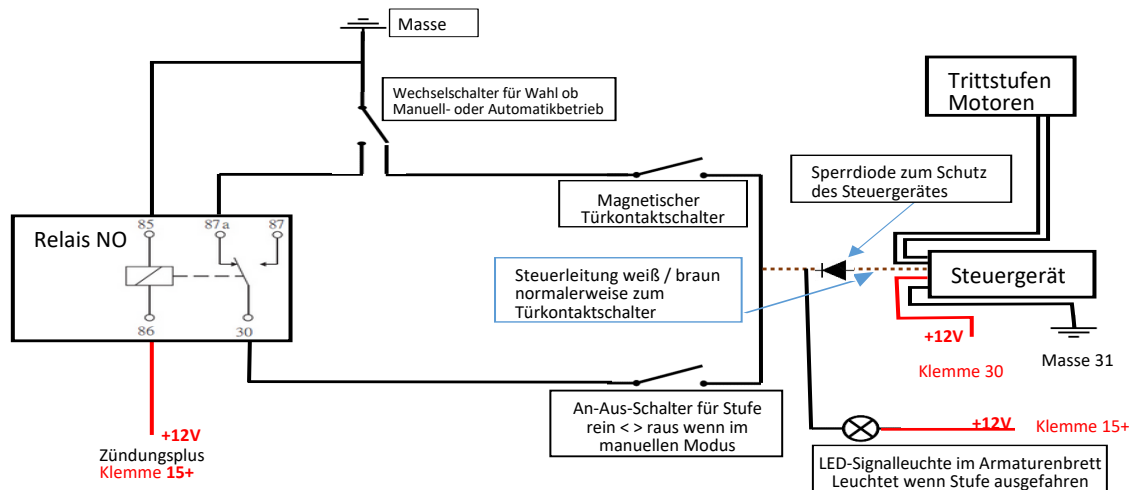 Masse
Wechselschalter für Wahl ob
Manuell- oder Automatikbetrieb
Trittstufen
Motoren
Sperrdiode zum Schutz
des Steuergerätes
Magnetischer
Türkontaktschalter
85
87a
87
Relais NO
86
30
Steuerleitung weiß / braun
normalerweise zum
Türkontaktschalter
Steuergerät
+12V
Klemme 30
Masse 31
An-Aus-Schalter für Stufe
rein < > raus wenn im
manuellen Modus
+12V
Klemme 15+
+12V
Zündungsplus
Klemme 15+
LED-Signalleuchte im Armaturenbrett
Leuchtet wenn Stufe ausgefahren